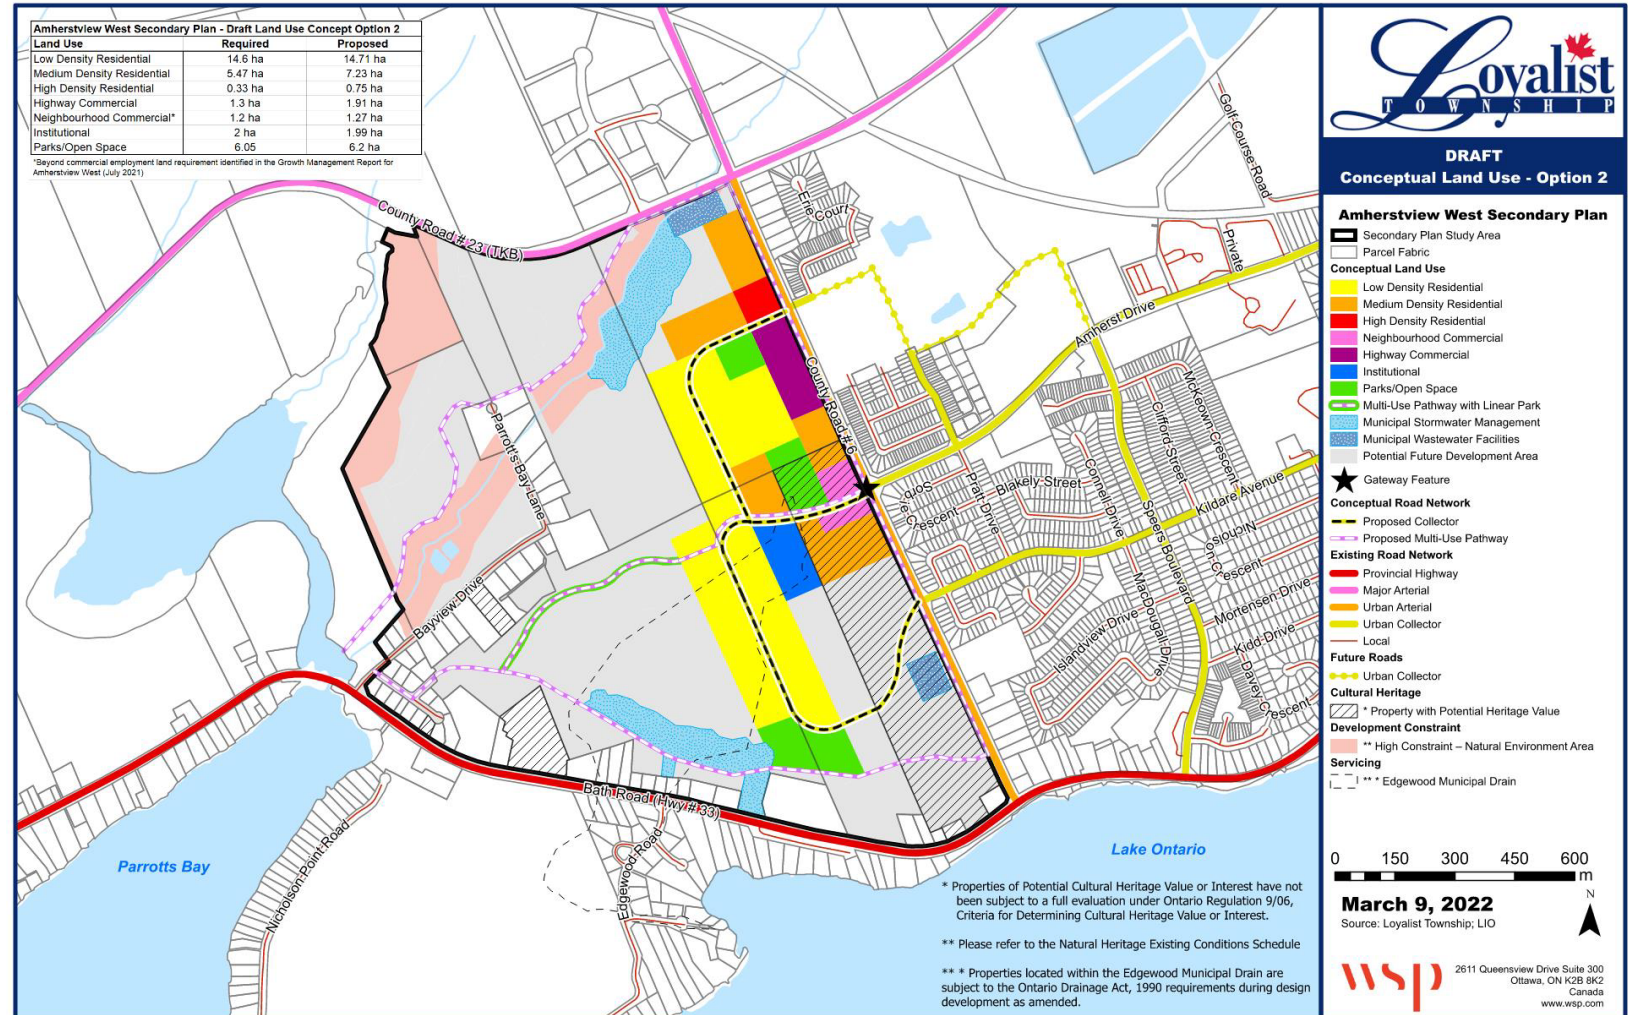 Amherstview West Secondary Plan - Draft Land Use Concept Option 2
Land Use Required Proposed
Low Density Residential 14.6 ha 14.71 ha
Medium Density Residential 5.47 ha 7.23 ha
High Density Residential 0.33 ha 0.75 ha
Highway Commercial 1.3 ha 1.91 ha
Neighbourhood Commercial* 1.2 ha 1.27 ha
Institutional 2 ha 1.99 ha
Parks/Open Space 6.05 6.2 ha
*Beyond commercial employment land requirement identified in the Growth Management Report for
Amherstview West (July 2021)
County Road # 23 (TKB)
Erie Court
Golf Course Road
Private
Amherst Drive
County Road # 6
Parrott's Bay Lane
McKeown Crescent
Clifford Street
Connell Drive
Sorb
ye Crescent
Pratt Drive
Blakely Street
Kildare Avenue
Speers Boulevard
Nichols
on Crescent
MacDougall Drive
Mortensen Drive
Kidd Drive
Islandview Drive
Davey Crescent
Bayview Drive
Bath Road (Hwy # 33)
Edgewood Road
Nicholson Point Road
Parrotts Bay
Lake Ontario
* Properties of Potential Cultural Heritage Value or Interest have not
been subject to a full evaluation under Ontario Regulation 9/06,
Criteria for Determining Cultural Heritage Value or Interest.
** Please refer to the Natural Heritage Existing Conditions Schedule
** * Properties located within the Edgewood Municipal Drain are
subject to the Ontario Drainage Act, 1990 requirements during design
development as amended.
Loyalist
TOWNSHIP
DRAFT
Conceptual Land Use - Option 2
Amherstview West Secondary Plan
Secondary Plan Study Area
Parcel Fabric
Conceptual Land Use
Low Density Residential
Medium Density Residential
High Density Residential
Neighbourhood Commercial
Highway Commercial
Institutional
Parks/Open Space
Multi-Use Pathway with Linear Park
Municipal Stormwater Management
Municipal Wastewater Facilities
Potential Future Development Area
Gateway Feature
Conceptual Road Network
Proposed Collector
Proposed Multi-Use Pathway
Existing Road Network
Provincial Highway
Major Arterial
Urban Arterial
Urban Collector
Local
Future Roads
Urban Collector
Cultural Heritage
* Property with Potential Heritage Value
Development Constraint
** High Constraint – Natural Environment Area
Servicing
** * Edgewood Municipal Drain
0 150 300 450 600
m
March 9, 2022
Source: Loyalist Township; LIO
N
wsp
2611 Queensview Drive Suite 300
Ottawa, ON K2B 8K2
Canada
www.wsp.com